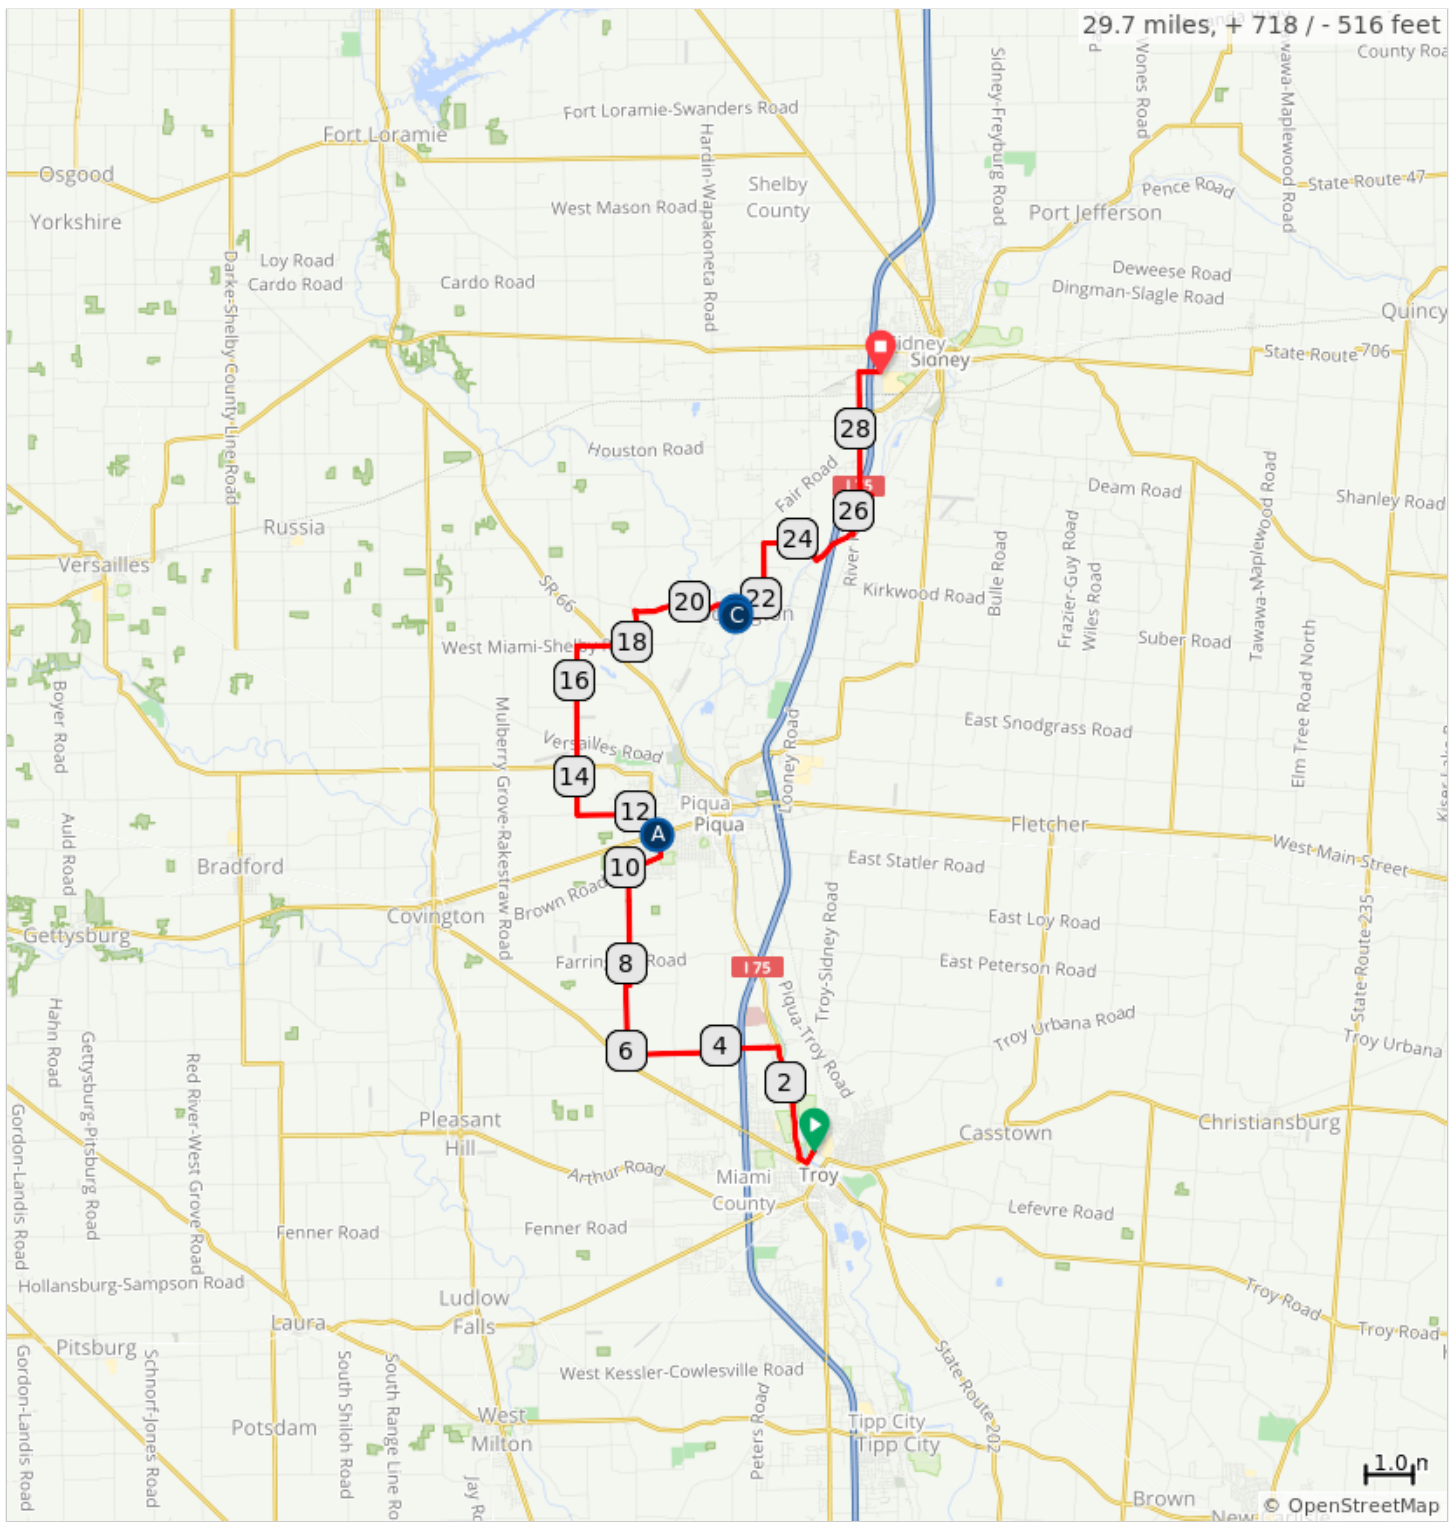 29.7 miles, + 718 / - 516 feet
County Roa
Wones Road
wawa-Maplewood Road
Sidney-Freyburg Road
Fort Loramie-Swanders Road
Fort Loramie
Hardin-Wapakoneta Road
Osgood
Shelby
County
Pence Road
State Route 47
Yorkshire
West Mason Road
Port Jefferson
Loy Road
Cardo Road
Cardo Road
Deweese Road
Dingman-Slagle Road
Darke-Shelby County Line Road
Quincy
idney
Sidney
State Route 706
Houston Road
28
Fair Road
I 75
Deam Road
Shanley Road
Tawawa-Maplewood Road
Russia
26
24
Versailles
SR 66
Kirkwood Road
Bulle Road
Frazier-Guy Road
Wiles Road
20
22
C
18
West Miami-Shelby
Suber Road
16
Boyer Road
Mulberry Grove-Rakestraw Road
Versailles Road
Looney Road
East Snodgrass Road
Elm Tree Road North
14
12
Piqua
Piqua
A
Fletcher
Auld Road
Bradford
10
East Statler Road
West Main Street
Brown Road
Covington
Troy-Sidney Road
East Loy Road
State Route 235
Gettysburg
8
Road
I 75
East Peterson Road
Hahn Road
Gettysburg-Pitsburg Road
Red River-West Grove Road
Piqua-Troy Road
Troy Urbana Road
Troy Urbana
6
4
2
Gordon-Landis Road
Pleasant
Hill
Casstown
Christiansburg
Arthur Road
Miami
County
Troy
Fenner Road
Fenner Road
Lefevre Road
Hollansburg-Sampson Road
Ludlow
Falls
Laura
Troy Road
Troy Road
Pitsburg
Gordon-Landis Road
Schnorf-Jones Road
South Shiloh Road
South Range Line Ro
West Kessler-Cowlesville Road
Peters Road
State Route 202
Potsdam
West
Milton
Tipp City
Tipp City
Jay Ro
Brown
1.0
© OpenStreetMap